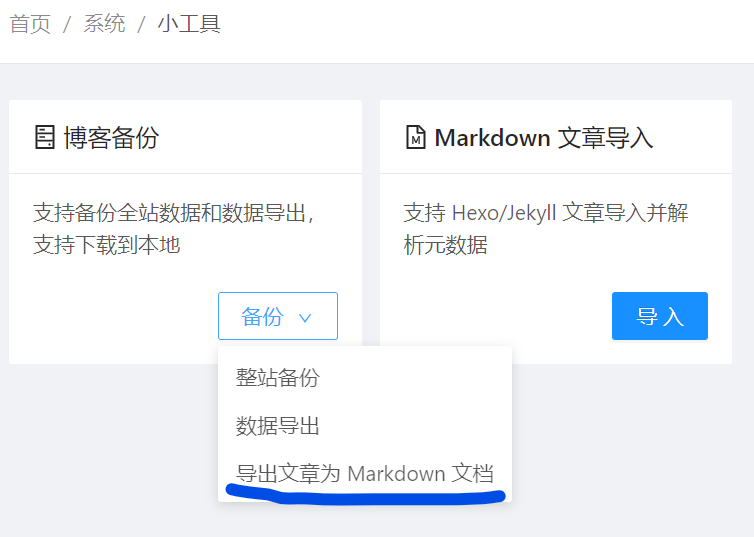 首页 / 系统 / 小工具
博客备份
支持备份全站数据和数据导出，
支持下载到本地
备份
整站备份
数据导出
导出文章为 Markdown 文档
Markdown 文章导入
支持 Hexo/Jekyll 文章导入并解
析元数据
导入